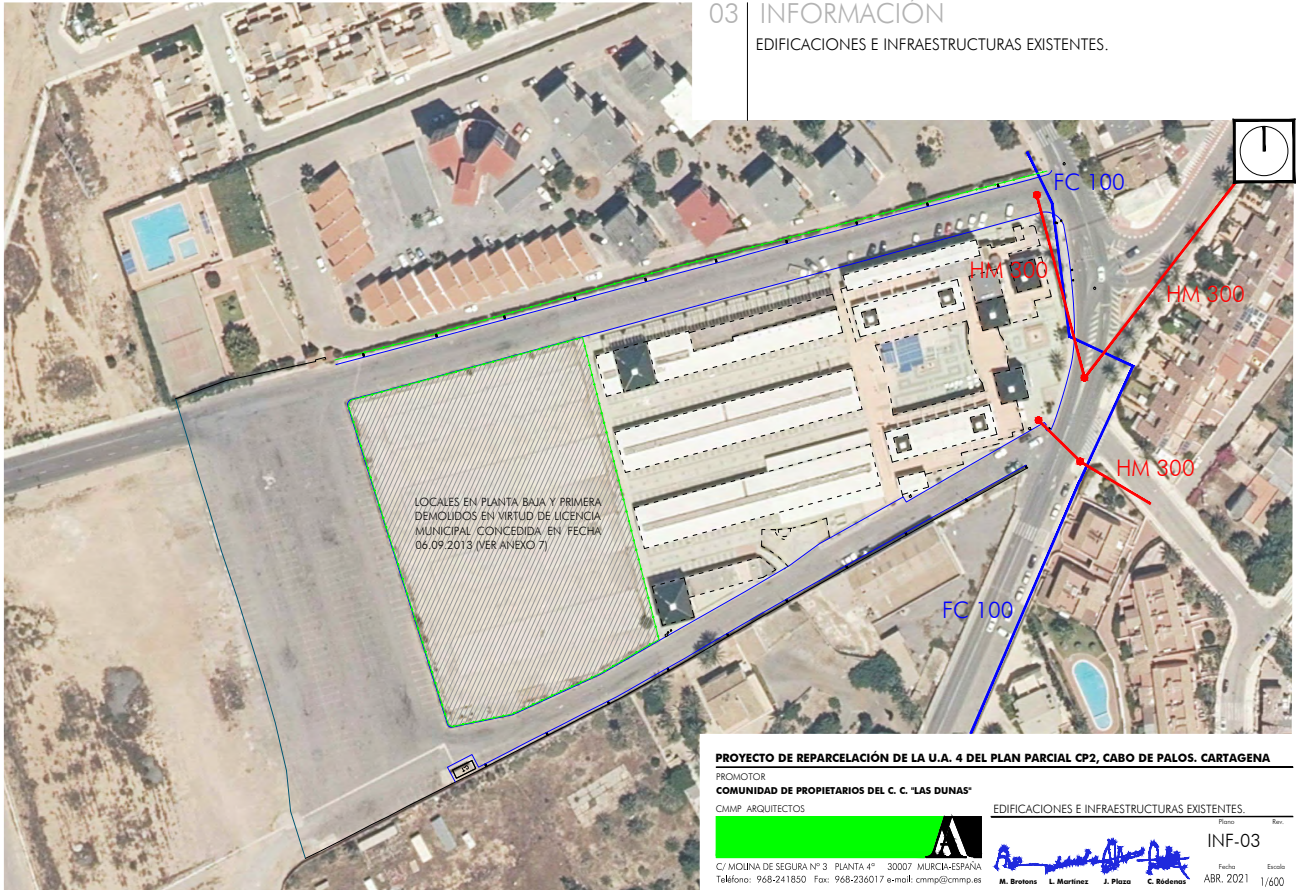 03 INFORMACIÓN
EDIFICACIONES E INFRAESTRUCTURAS EXISTENTES.
FC 100
HM 300
HM 300
LOCALES EN PLANTA BAJA Y PRIMERA
DEMOLIDOS EN VIRTUD DE LICENCIA
MUNICIPAL CONCEDIDA EN FECHA
06.09.2013 (VER ANEXO 7)
HM 300
FC 100
PROYECTO DE REPARCELACIÓN DE LA U.A. 4 DEL PLAN PARCIAL CP2, CABO DE PALOS. CARTAGENA
PROMOTOR
COMUNIDAD DE PROPIETARIOS DEL C. C. "LAS DUNAS"
CMMP ARQUITECTOS
C/ MOLINA DE SEGURA Nº 3 PLANTA 4º 30007 MURCIA-ESPAÑA
Teléfono: 968-241850 Fax: 968-236017 e-mail: cmmp@cmmp.es
EDIFICACIONES E INFRAESTRUCTURAS EXISTENTES.
Plano Rev.
INF-03
Fecha Escala
ABR. 2021 1/600
M. Brotons L. Martínez J. Plaza C. Ródenas